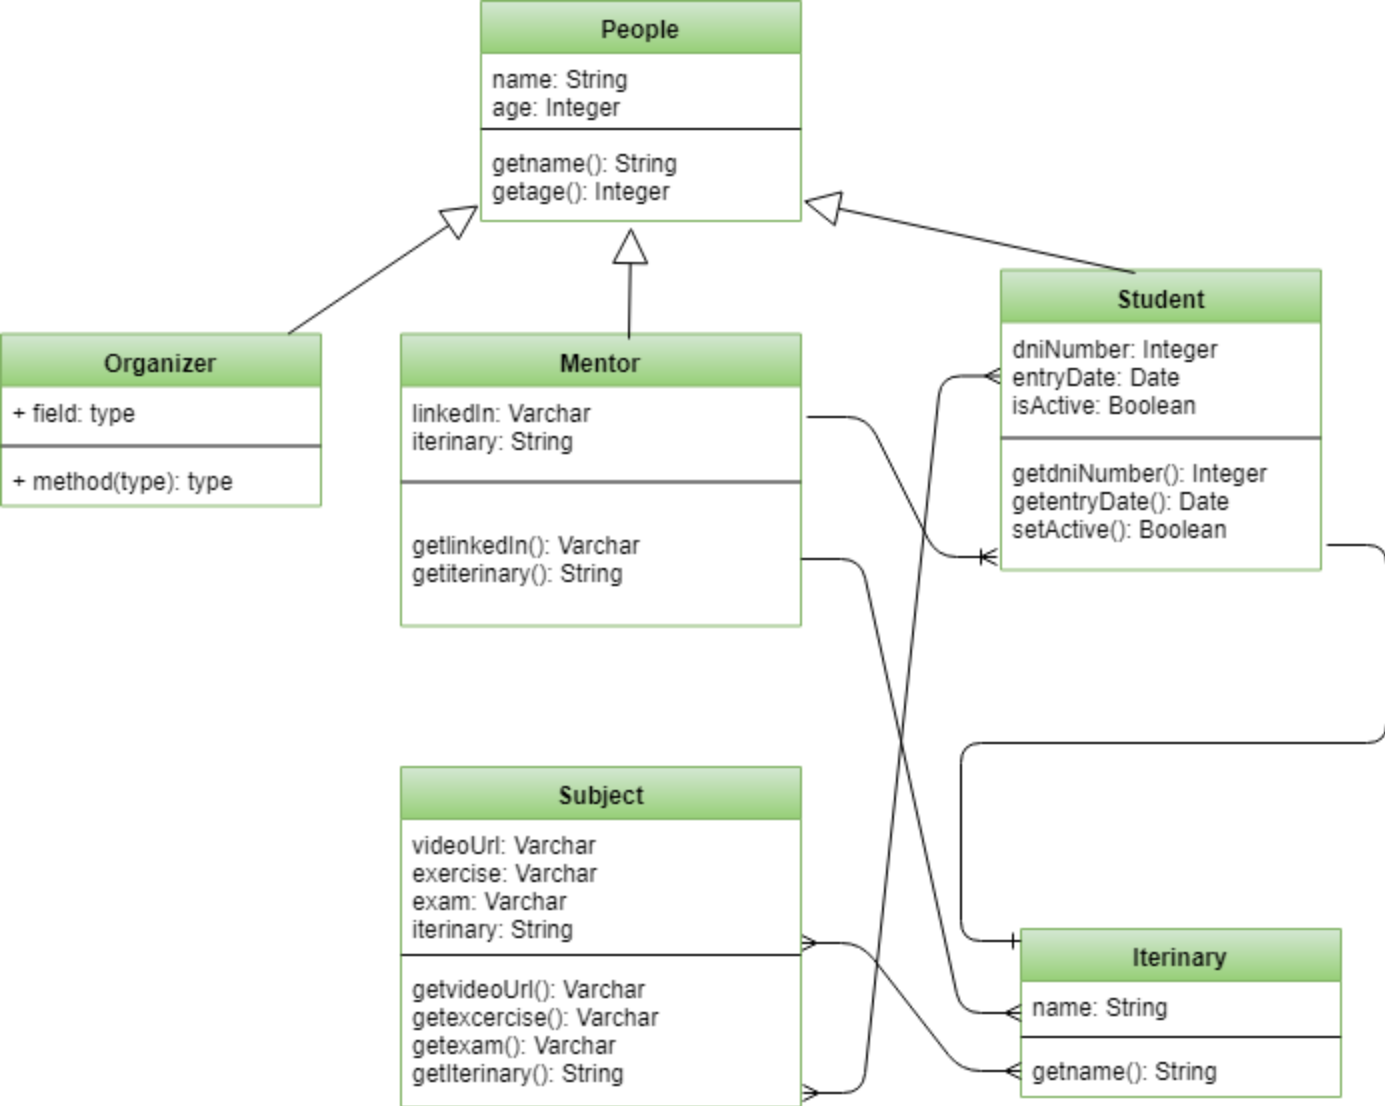 People
name: String
age: Integer
getname(): String
getage(): Integer
Organizer
+ field: type
+ method(type): type
Mentor
linkedIn: Varchar
iterinary: String
getlinkedIn(): Varchar
getiterinary(): String
Student
dniNumber: Integer
entryDate: Date
isActive: Boolean
getdniNumber(): Integer
getentryDate(): Date
setActive(): Boolean
Subject
videoUrl: Varchar
exercise: Varchar
exam: Varchar
iterinary: String
getvideoUrl(): Varchar
getexcercise(): Varchar
getexam(): Varchar
getIterinary(): String
Iterinary
name: String
getname(): String